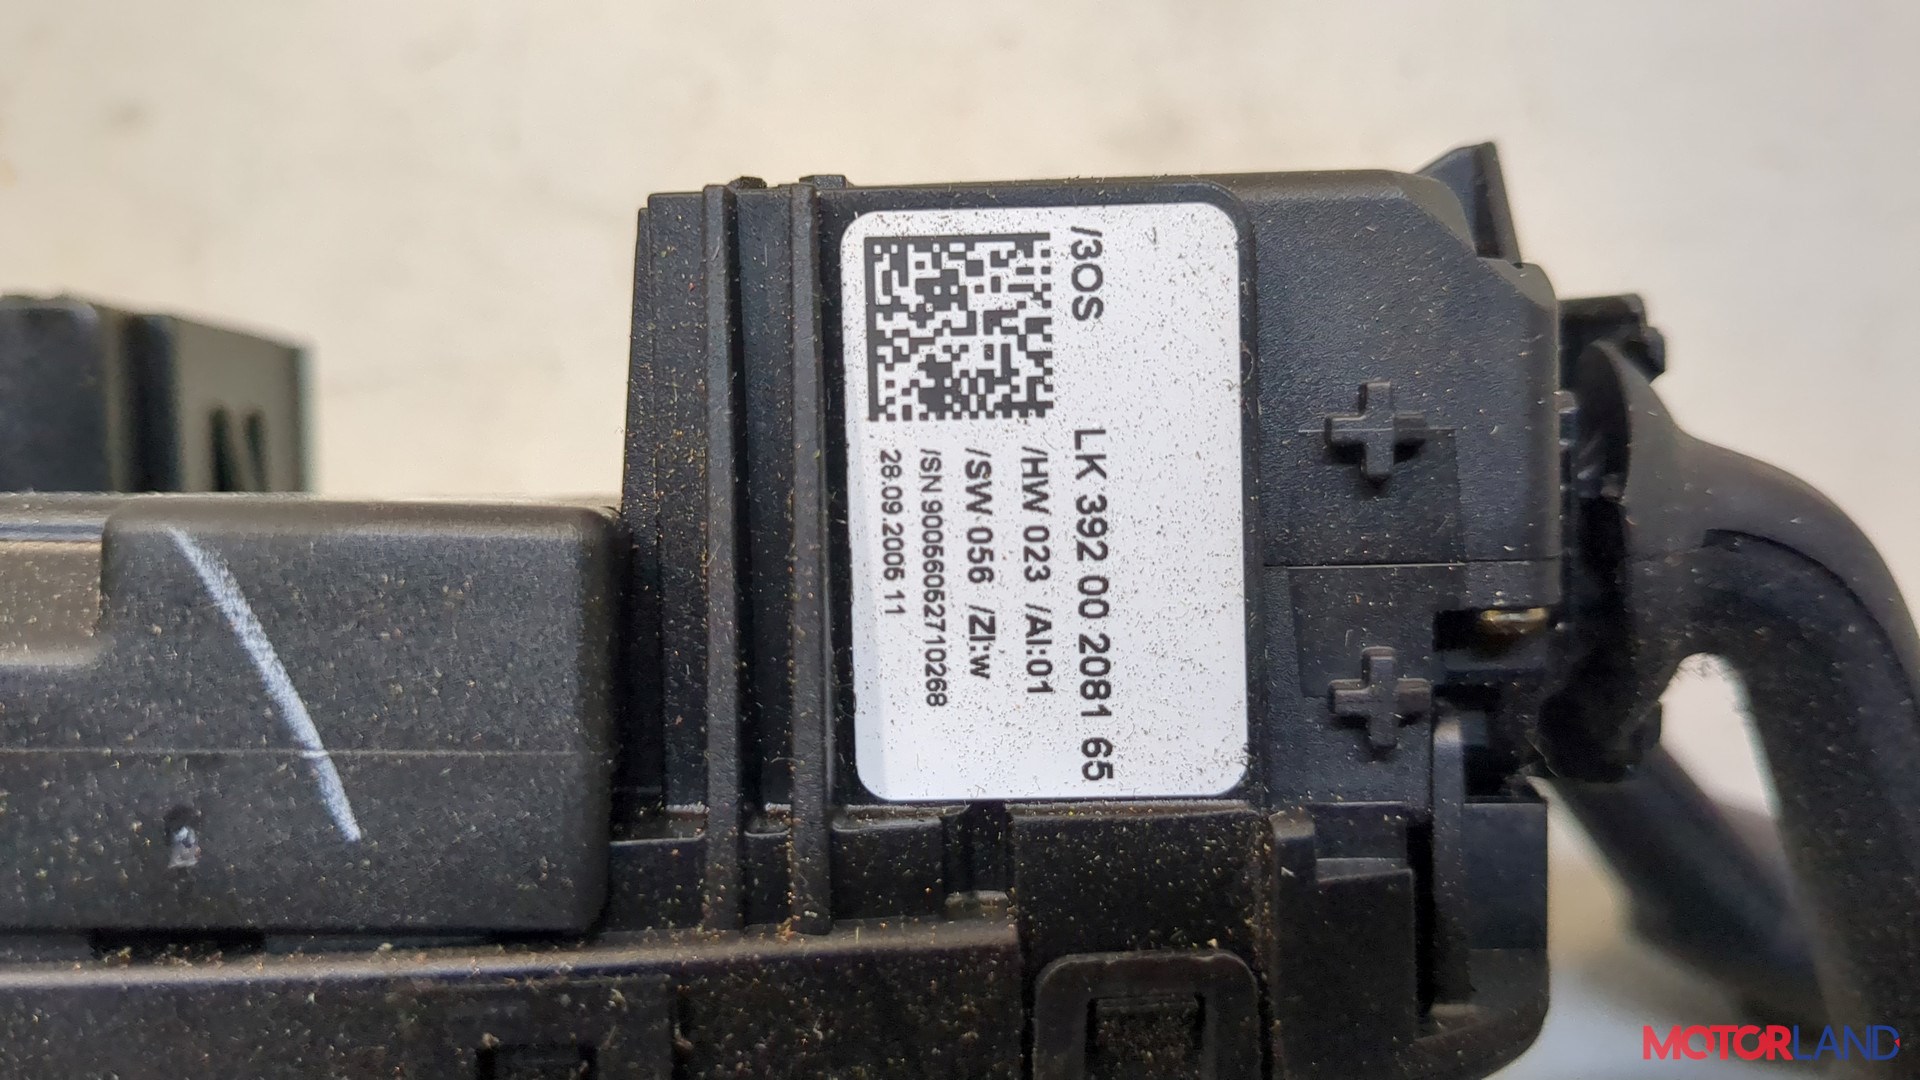 /3OS
LK 392 00 2081 65
/HW 023 /AI:01
/SW 056 /ZI:w
/SN 90066062710268
28.09.2006 11
MOTORLAND